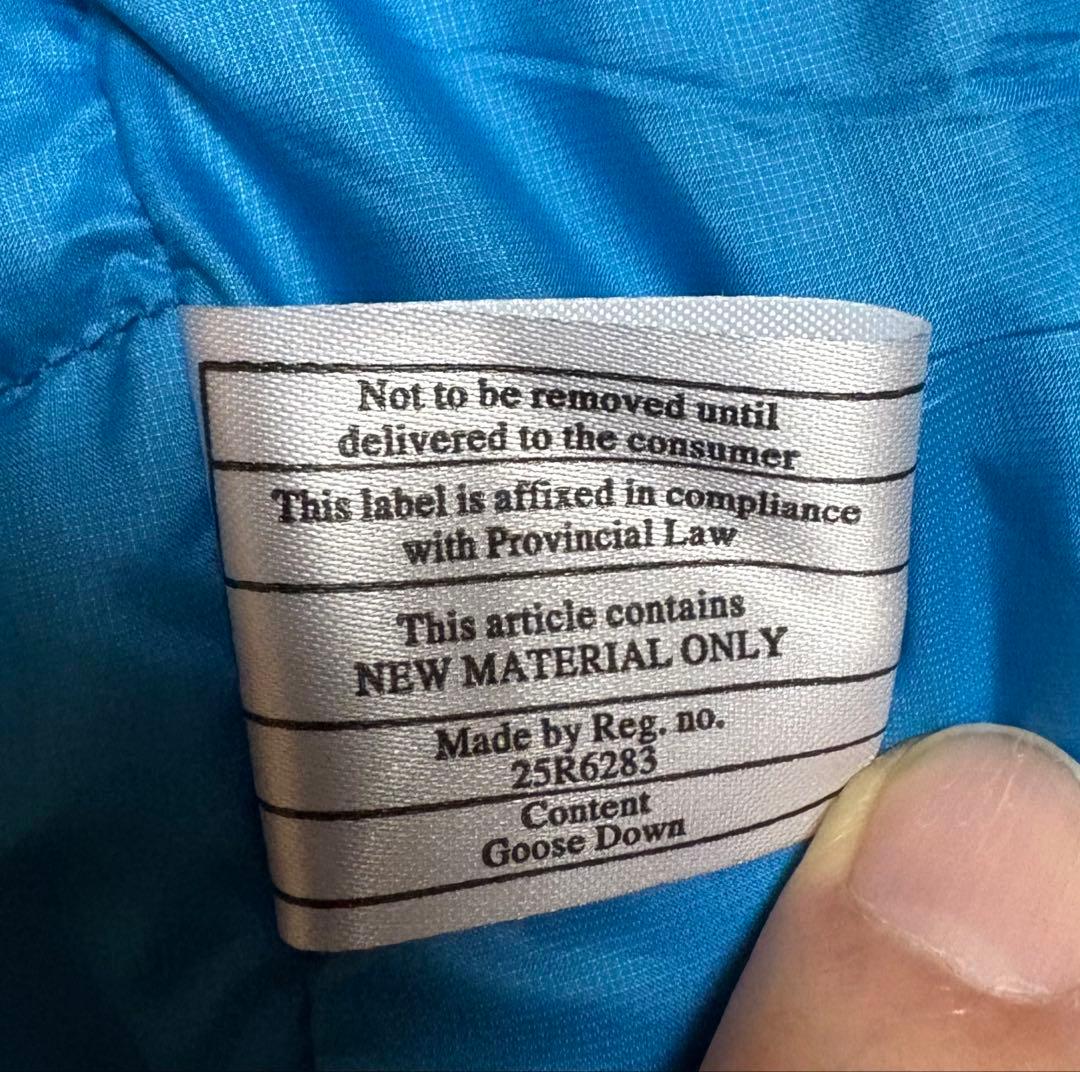 Not to be removed until
delivered to the consumer
This label is affixed in compliance
with Provincial Law
This article contains
NEW MATERIAL ONLY
Made by Reg. no.
25R6283
Content
Goose Down